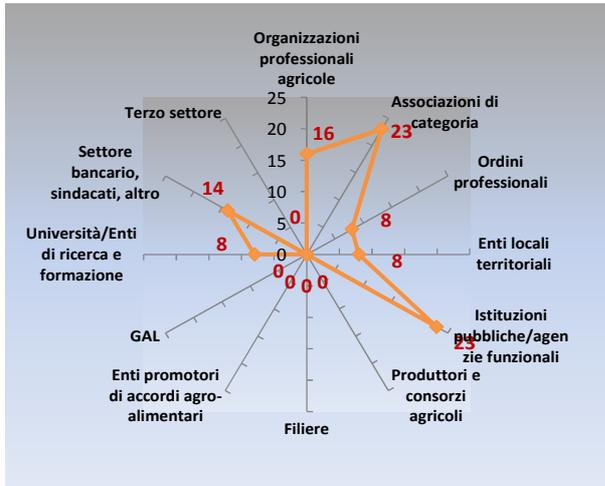 Organizzazioni
professionali
agricole
Associazioni di
categoria
Ordini
professionali
Enti locali
territoriali
Istituzioni
pubbliche/agen
zie funzionali
Produttori e
consorzi
agricoli
Filiere
Enti promotori
di accordi agro-
alimentari
GAL
Università/Enti
di ricerca e
formazione
Settore
bancario,
sindacati, altro
Terzo settore
25
20
15
10
5
0
16
23
8
8
23
0
0
0
0
8
14
0